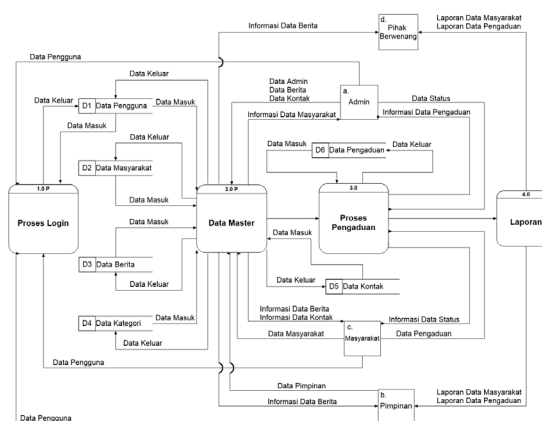 Informasi Data Berita
d.
Pihak
Berwenang
Laporan Data Masyarakat
Laporan Data Pengaduan
Data Pengguna
Data Keluar
Data Keluar
D1 Data Pengguna
Data Masuk
Data Masuk
Data Admin
Data Berita
Data Kontak
a.
Admin
Data Status
Informasi Data Masyarakat
Informasi Data Pengaduan
Data Keluar
D2 Data Masyarakat
Data Masuk
Data Masuk
D6 Data Pengaduan
Data Keluar
1.0 P
Proses Login
2.0 P
Data Master
3.0
Proses
Pengaduan
4.0
Laporan
Data Masuk
D3 Data Berita
Data Keluar
Data Masuk
Data Keluar
D5 Data Kontak
D4 Data Kategori
Data Masuk
Data Keluar
Informasi Data Berita
Informasi Data Kontak
Data Masyarakat
c.
Masyarakat
Informasi Data Status
Data Pengaduan
Data Pengguna
Data Pimpinan
Informasi Data Berita
b.
Pimpinan
Laporan Data Masyarakat
Laporan Data Pengaduan
Data Pengguna